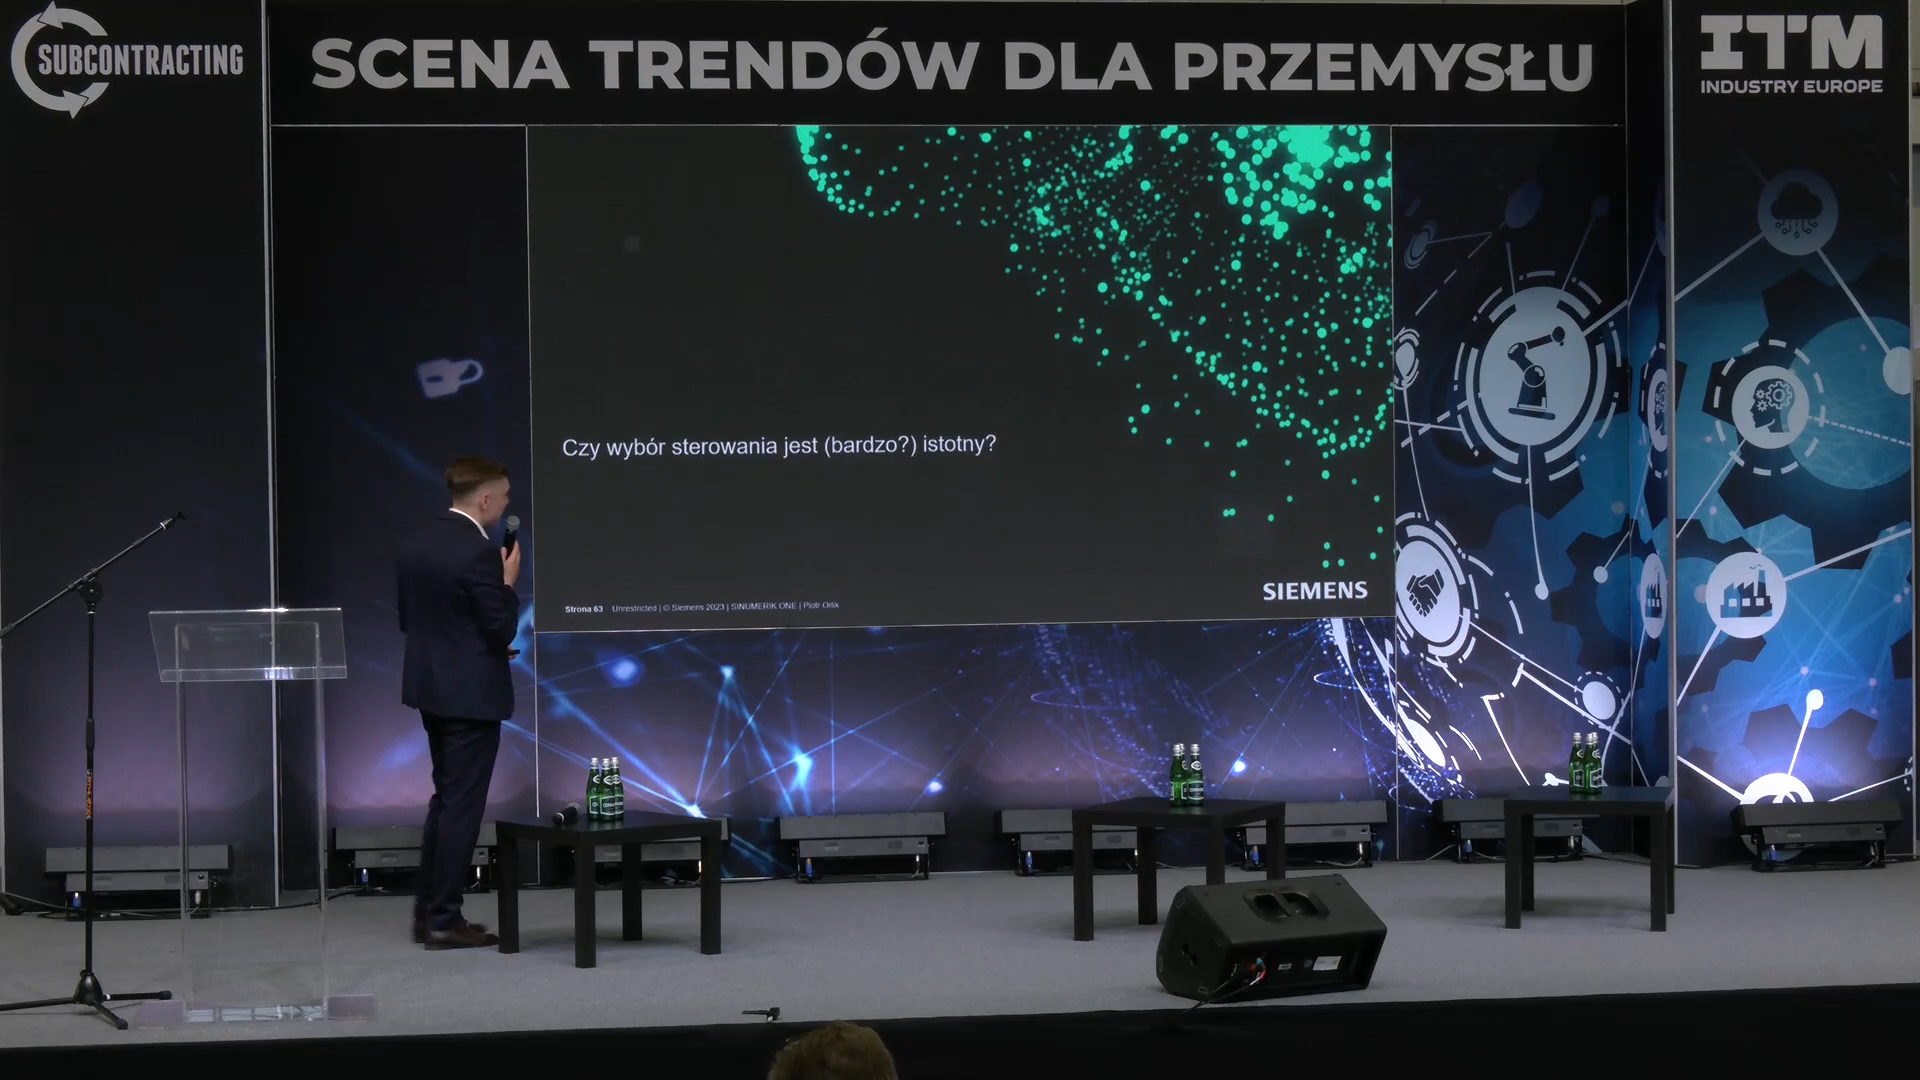 SUBCONTRACTING
SCENA TRENDÓW DLA PRZEMYSŁU
ITM
INDUSTRY EUROPE
Czy wybór sterowania jest (bardzo?) istotny?
SIEMENS
Strona 63 Unrestricted | © Siemens 2023 | SINUMERIK ONE | Piotr Orlik